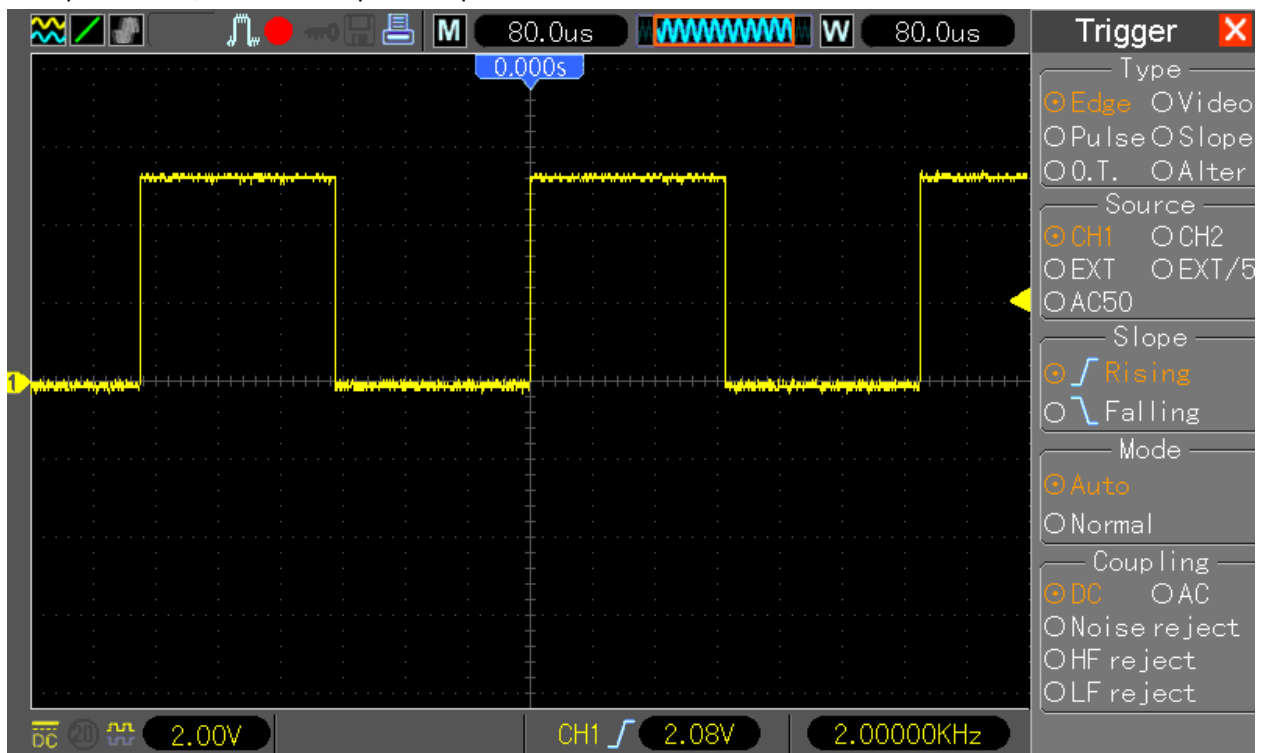 M 80.0us W 80.0us
Trigger X
0.000s
Type
Edge Video
Pulse Slope
O.T. Alter
Source
CH1 CH2
EXT EXT/5
AC50
Slope
Rising
Falling
Mode
Auto
Normal
Coupling
DC AC
Noise reject
HF reject
LF reject
1
DC 20 2.00V CH1 2.08V 2.00000KHz